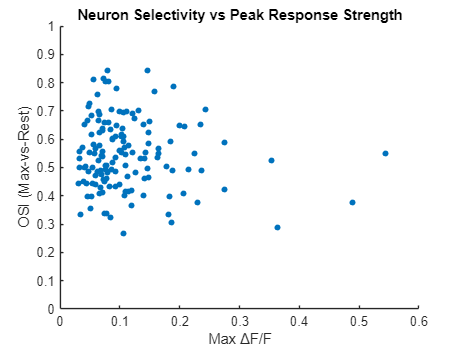 Neuron Selectivity vs Peak Response Strength
1
0.9
0.8
0.7
0.6
0.5
0.4
0.3
0.2
0.1
0
OSI (Max-vs-Rest)
0 0.1 0.2 0.3 0.4 0.5 0.6
Max ΔF/F